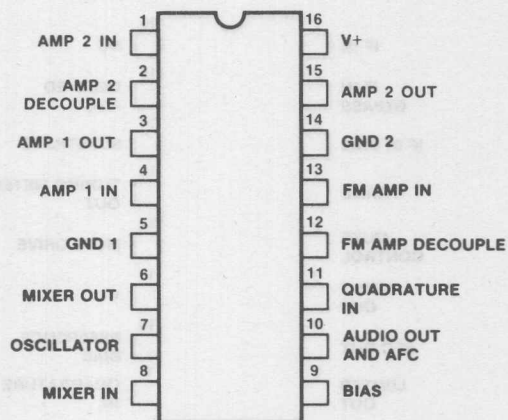 1
AMP 2 IN
2
AMP 2
DECOUPLE
3
AMP 1 OUT
4
AMP 1 IN
5
GND 1
6
MIXER OUT
7
OSCILLATOR
8
MIXER IN
16
V+
15
AMP 2 OUT
14
GND 2
13
FM AMP IN
12
FM AMP DECOUPLE
11
QUADRATURE
IN
10
AUDIO OUT
AND AFC
9
BIAS